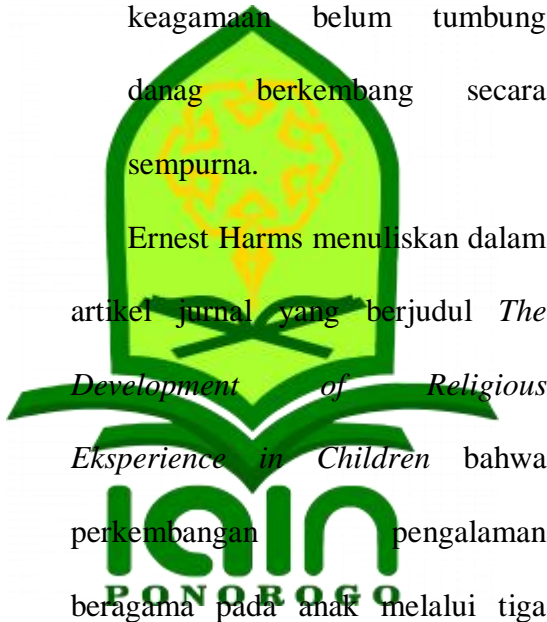 keagamaan belum tumbung
danag berkembang secara
sempurna.
Ernest Harms menuliskan dalam
artikel jurnal yang berjudul The
Development of Religious
Eksperience in Children bahwa
perkembangan pengalaman
iain
PONOROGO
beragama pada anak melalui tiga